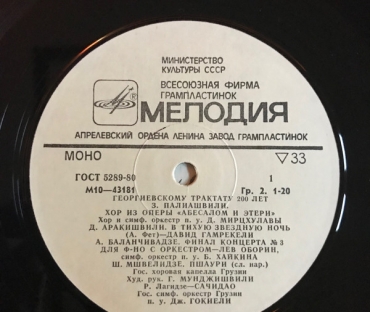 МИНИСТЕРСТВО
КУЛЬТУРЫ СССР
ВСЕСОЮЗНАЯ ФИРМА
ГРАМПЛАСТИНОК
МЕЛОДИЯ
АПРЕЛЕВСКИЙ ОРДЕНА ЛЕНИНА ЗАВОД ГРАМПЛАСТИНОК
МОНО ▽33
ГОСТ 5289-80 1
М10—43181 Гр. 2. 1-20
ГЕОРГИЕВСКОМУ ТРАКТАТУ 200 ЛЕТ
З. ПАЛИАШВИЛИ.
ХОР ИЗ ОПЕРЫ «АБЕСАЛОМ И ЭТЕРИ»
Хор и симф. оркестр п/у Д. МИРЦХУЛАВЫ
Д. АРАКИШВИЛИ. В ТИХУЮ ЗВЕЗДНУЮ НОЧЬ
(А. Фет)—ДАВИД ГАМРЕКЕЛИ
А. БАЛАНЧИВАДЗЕ. ФИНАЛ КОНЦЕРТА №3
ДЛЯ Ф-НО С ОРКЕСТРОМ—ЛЕВ ОБОРИН,
симф. оркестр п/у Б. ХАЙКИНА
Ш. МШВЕЛИДЗЕ. ПШАУРИ (сл. нар.)
Гос. хоровая капелла Грузии
Худ. рук. Г. МУНДЖИШВИЛИ
Р. Лагидзе—САЧИДАО
Гос. симф. оркестр Грузии
п/у Дж. ГОКИЕЛИ